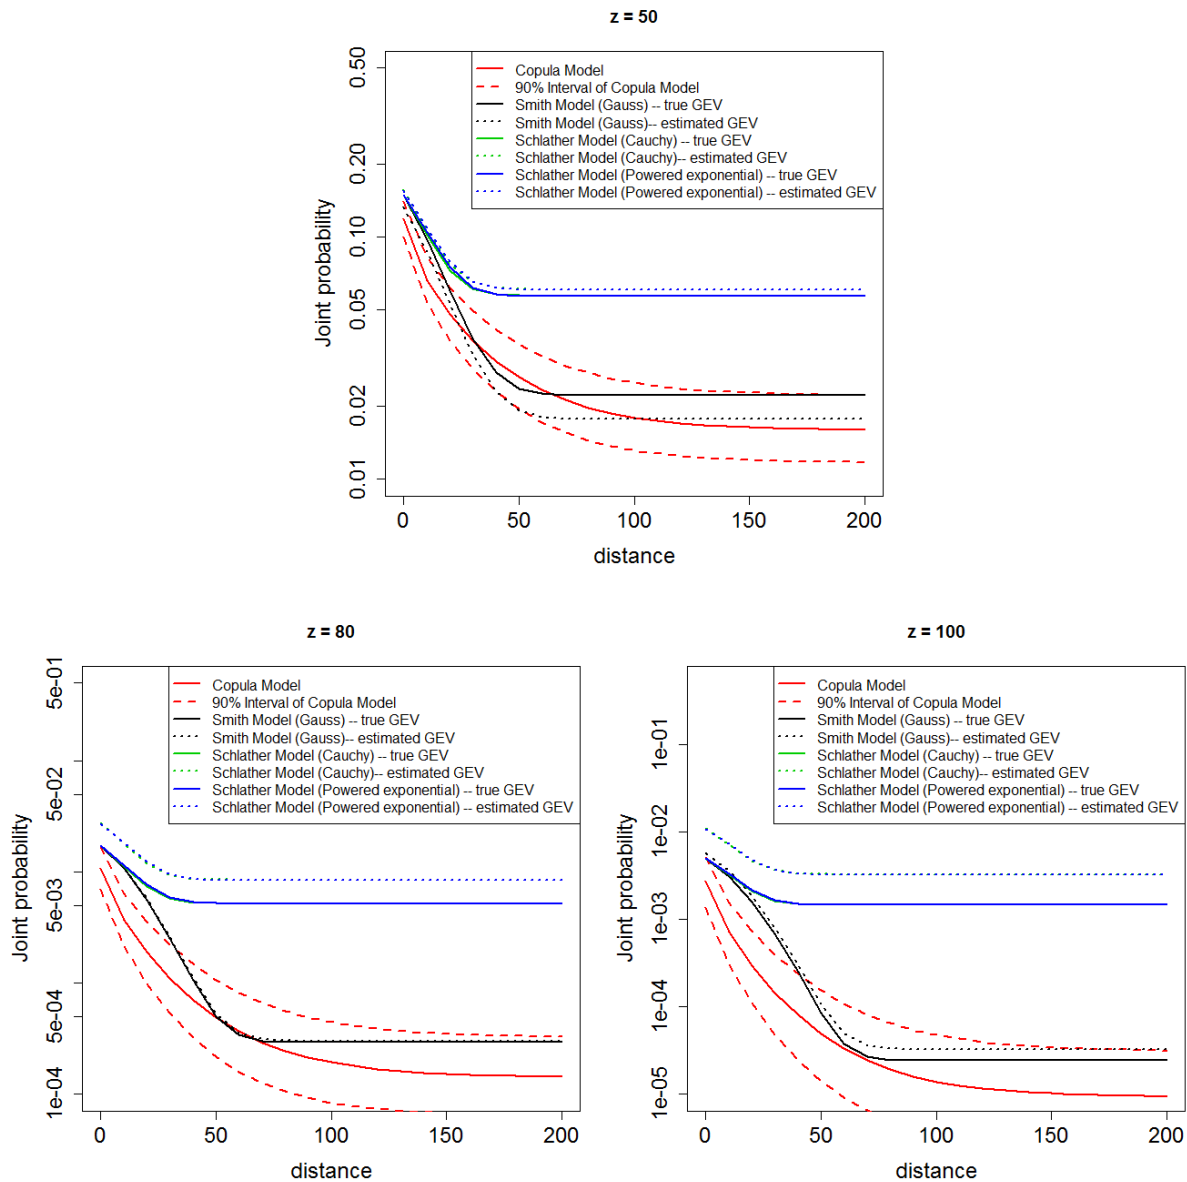 z = 50
Copula Model
90% Interval of Copula Model
Smith Model (Gauss) -- true GEV
Smith Model (Gauss)-- estimated GEV
Schlather Model (Cauchy) -- true GEV
Schlather Model (Cauchy)-- estimated GEV
Schlather Model (Powered exponential) -- true GEV
Schlather Model (Powered exponential) -- estimated GEV
Joint probability
0.50
0.20
0.10
0.05
0.02
0.01
0 50 100 150 200
distance
z = 80
Copula Model
90% Interval of Copula Model
Smith Model (Gauss) -- true GEV
Smith Model (Gauss)-- estimated GEV
Schlather Model (Cauchy) -- true GEV
Schlather Model (Cauchy)-- estimated GEV
Schlather Model (Powered exponential) -- true GEV
Schlather Model (Powered exponential) -- estimated GEV
Joint probability
5e-01
5e-02
5e-03
5e-04
1e-04
0 50 100 150 200
distance
z = 100
Copula Model
90% Interval of Copula Model
Smith Model (Gauss) -- true GEV
Smith Model (Gauss)-- estimated GEV
Schlather Model (Cauchy) -- true GEV
Schlather Model (Cauchy)-- estimated GEV
Schlather Model (Powered exponential) -- true GEV
Schlather Model (Powered exponential) -- estimated GEV
Joint probability
1e-01
1e-02
1e-03
1e-04
1e-05
0 50 100 150 200
distance